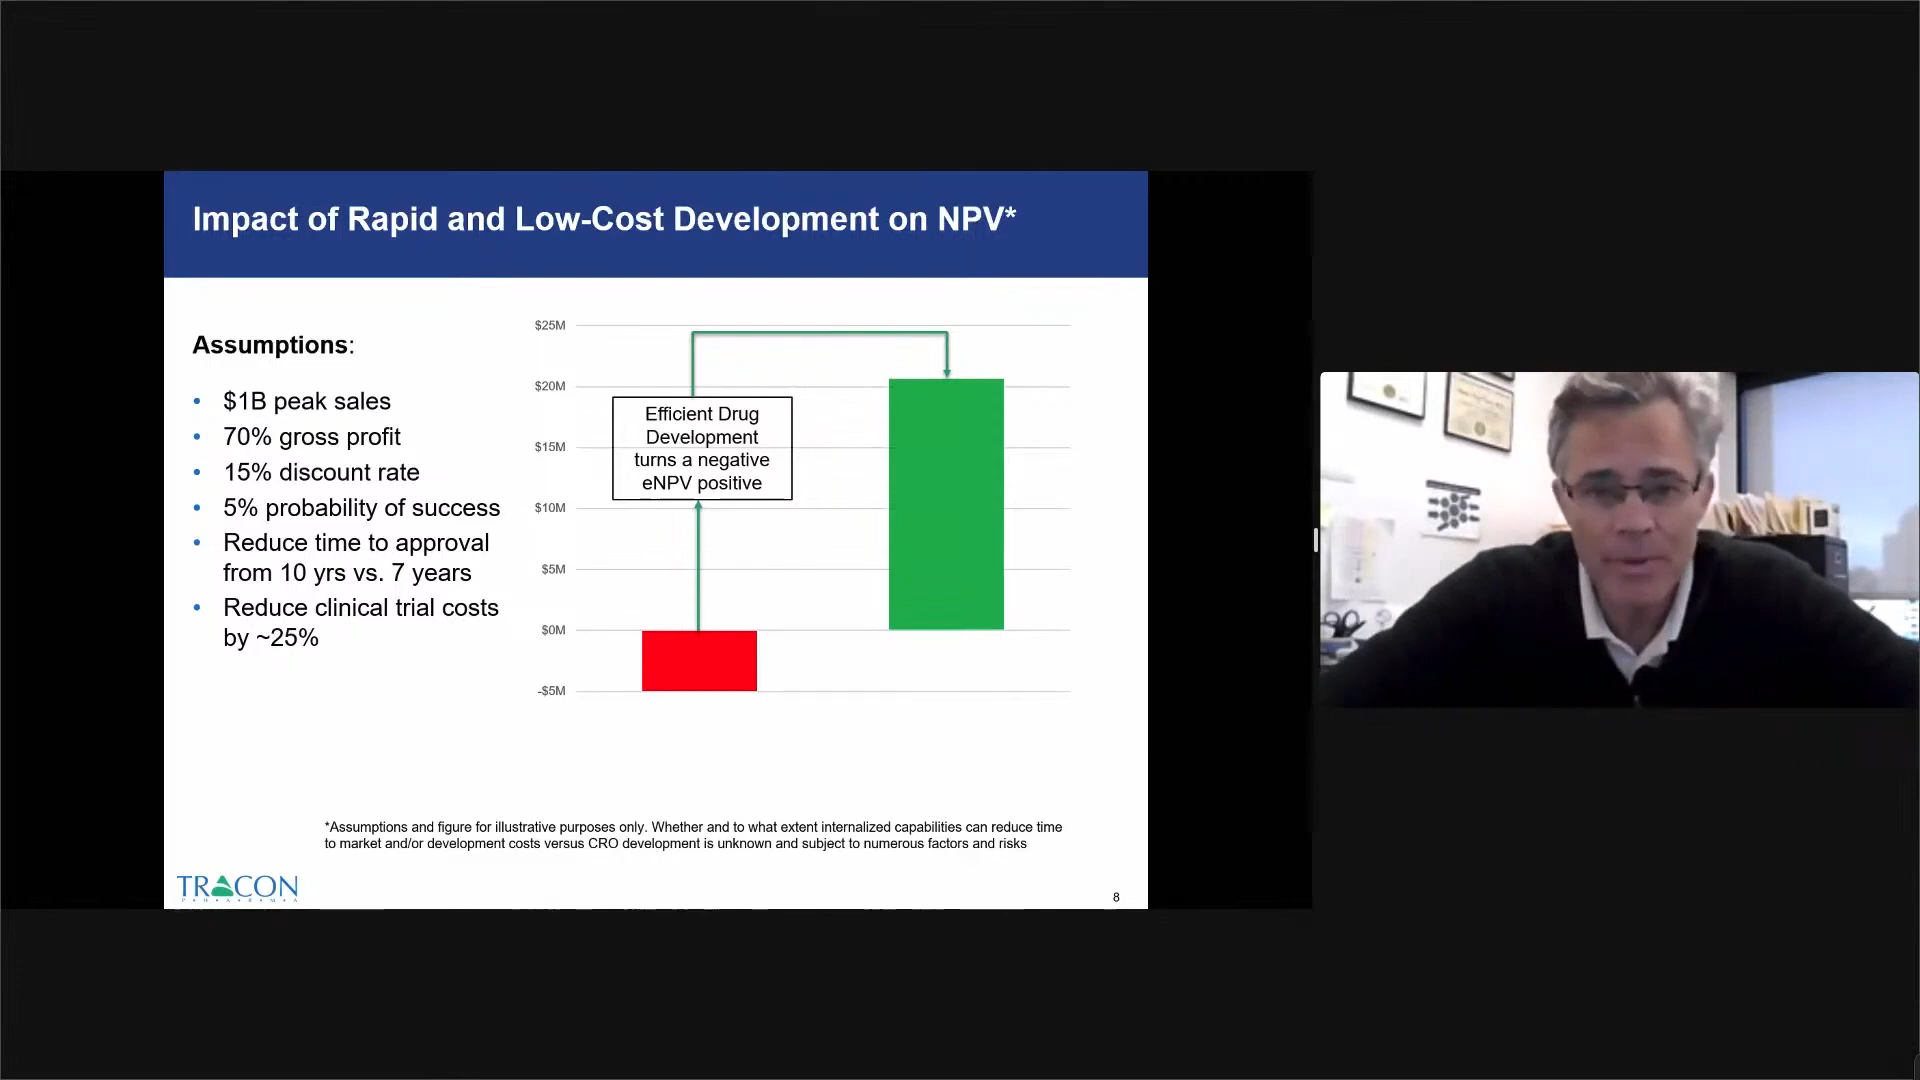 Impact of Rapid and Low-Cost Development on NPV*
Assumptions:
• $1B peak sales
• 70% gross profit
• 15% discount rate
• 5% probability of success
• Reduce time to approval
from 10 yrs vs. 7 years
• Reduce clinical trial costs
by ~25%
$25M
$20M
$15M
$10M
$5M
$0M
-$5M
Efficient Drug
Development
turns a negative
eNPV positive
*Assumptions and figure for illustrative purposes only. Whether and to what extent internalized capabilities can reduce time
to market and/or development costs versus CRO development is unknown and subject to numerous factors and risks
TRACON
PHARMA
8